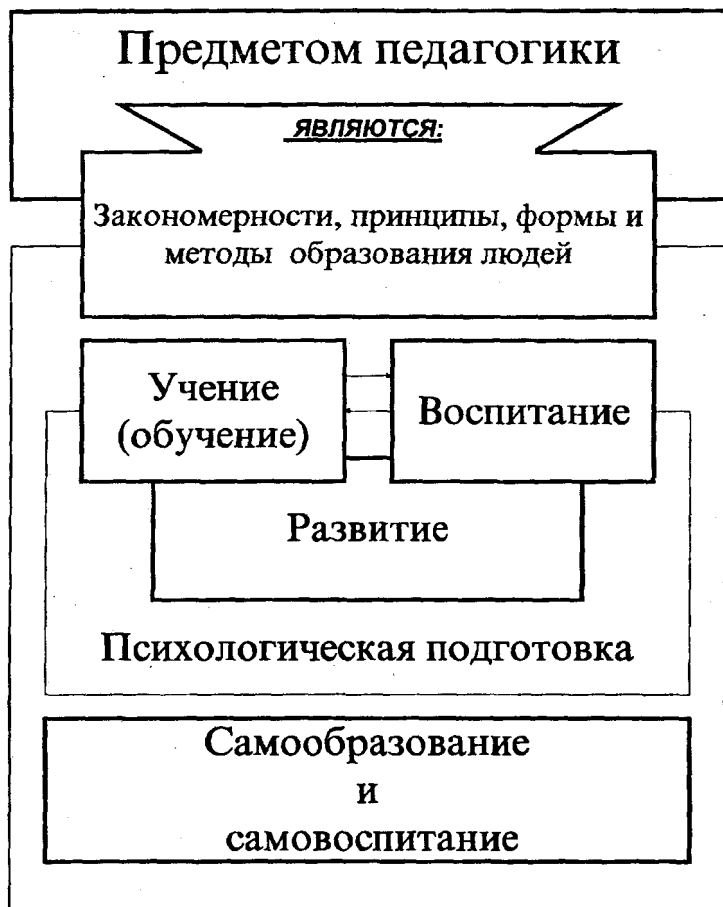 Предметом педагогики
ЯВЛЯЮТСЯ:
Закономерности, принципы, формы и
методы образования людей
Учение
(обучение)
Воспитание
Развитие
Психологическая подготовка
Самообразование
и
самовоспитание